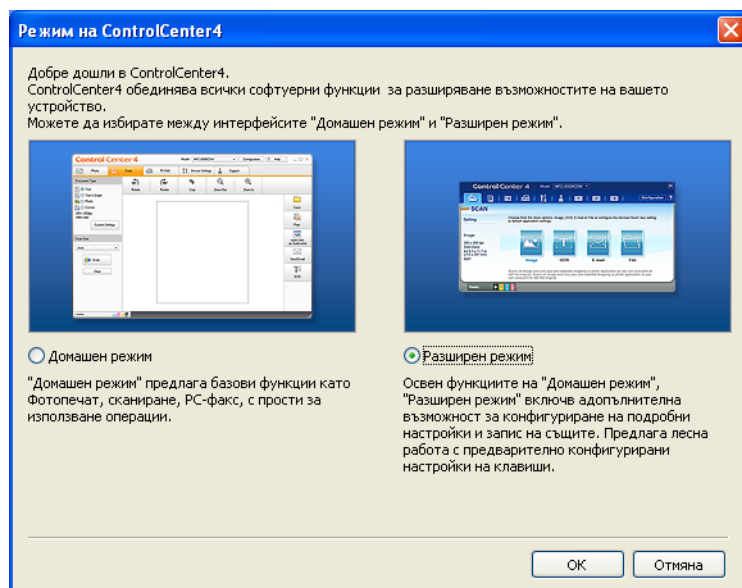 Режим на ControlCenter4
Добре дошли в ControlCenter4.
ControlCenter4 обединява всички софтуерни функции за разширяване възможностите на вашето
устройство.
Можете да избирате между интерфейсите "Домашен режим" и "Разширен режим".
Control Center 4
Control Center 4
SCAN
Image
OCR
E-mail
File
Домашен режим
"Домашен режим" предлага базови функции като
Фотопечат, сканиране, PC-факс, с прости за
използване операции.
Разширен режим
Освен функциите на "Домашен режим",
"Разширен режим" включв адопълнителна
възможност за конфигуриране на подробни
настройки и запис на същите. Предлага лесна
работа с предварително конфигурирани
настройки на клавиши.
OK
Отмяна